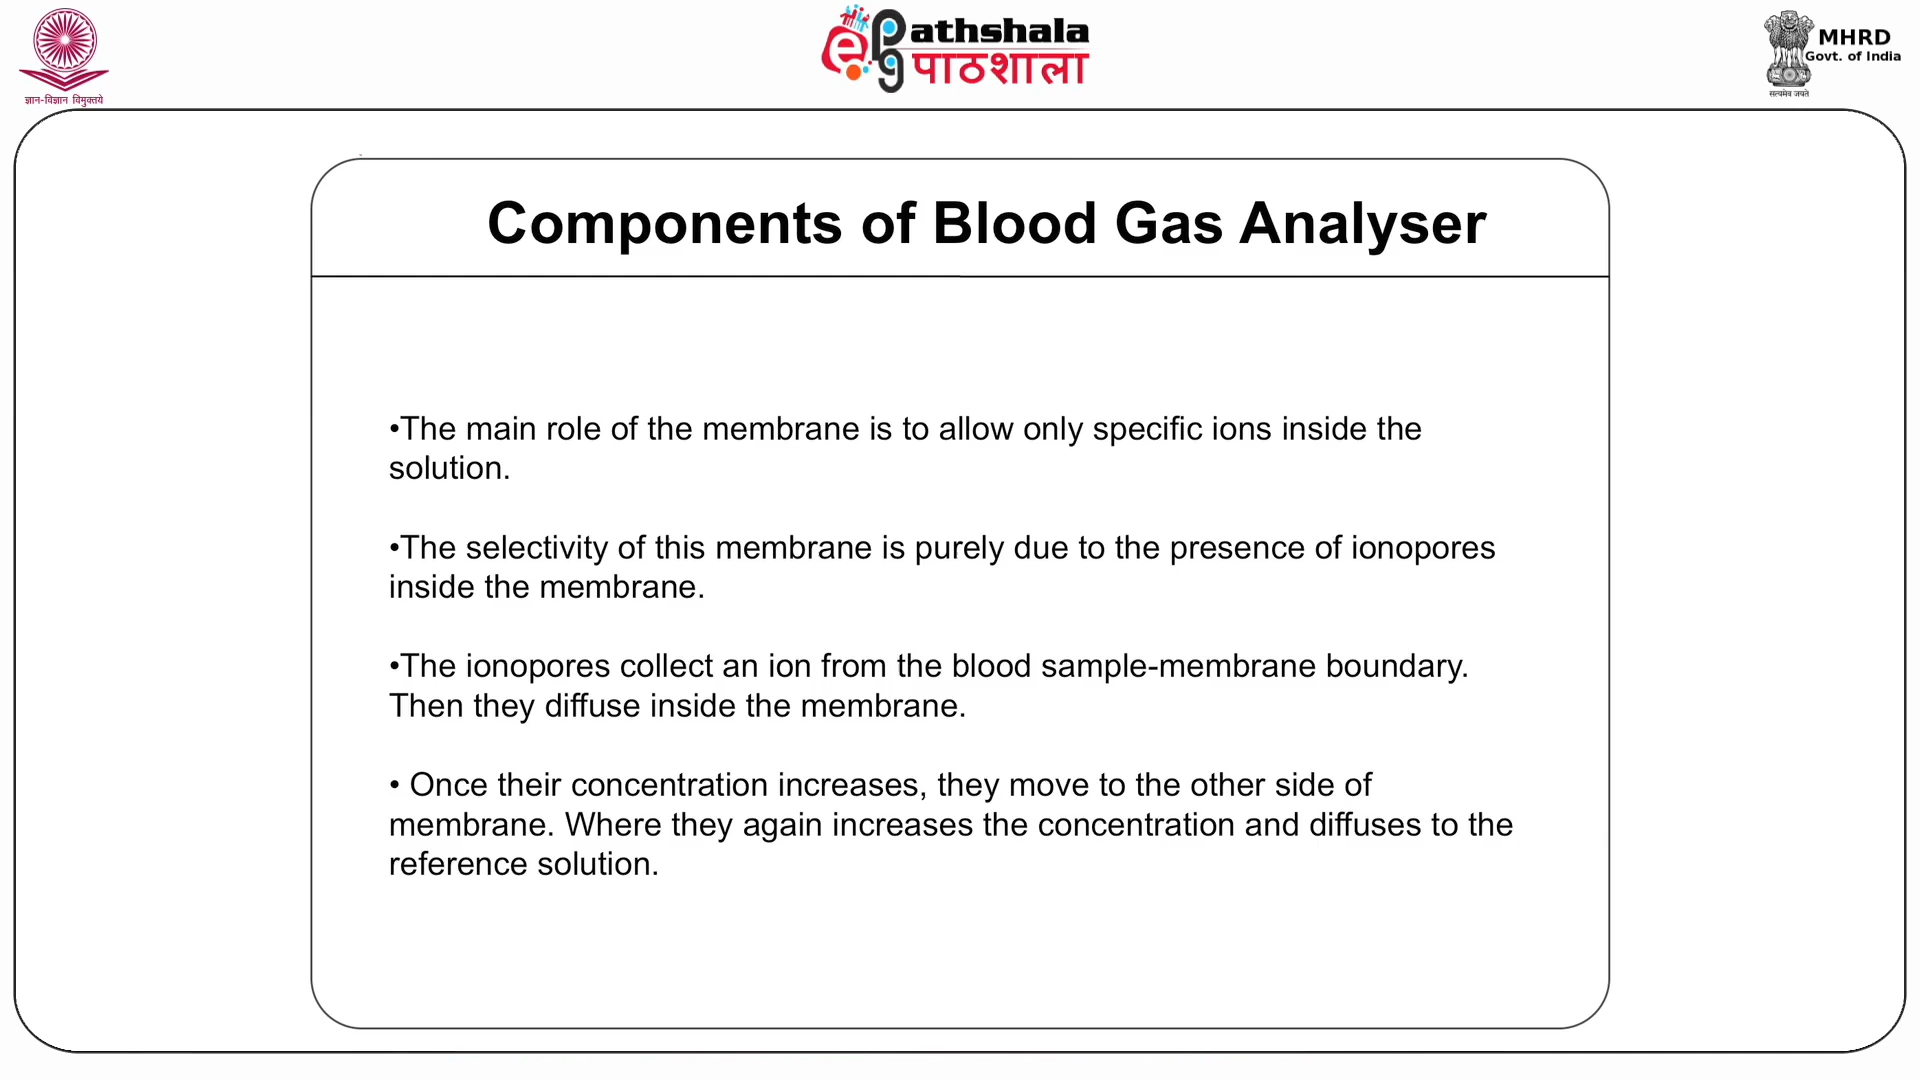 ज्ञान-विज्ञान विमुक्तये
e
pg
athshala
पाठशाला
MHRD
Govt. of India
सत्यमेव जयते
Components of Blood Gas Analyser
•The main role of the membrane is to allow only specific ions inside the
solution.
•The selectivity of this membrane is purely due to the presence of ionopores
inside the membrane.
•The ionopores collect an ion from the blood sample-membrane boundary.
Then they diffuse inside the membrane.
• Once their concentration increases, they move to the other side of
membrane. Where they again increases the concentration and diffuses to the
reference solution.